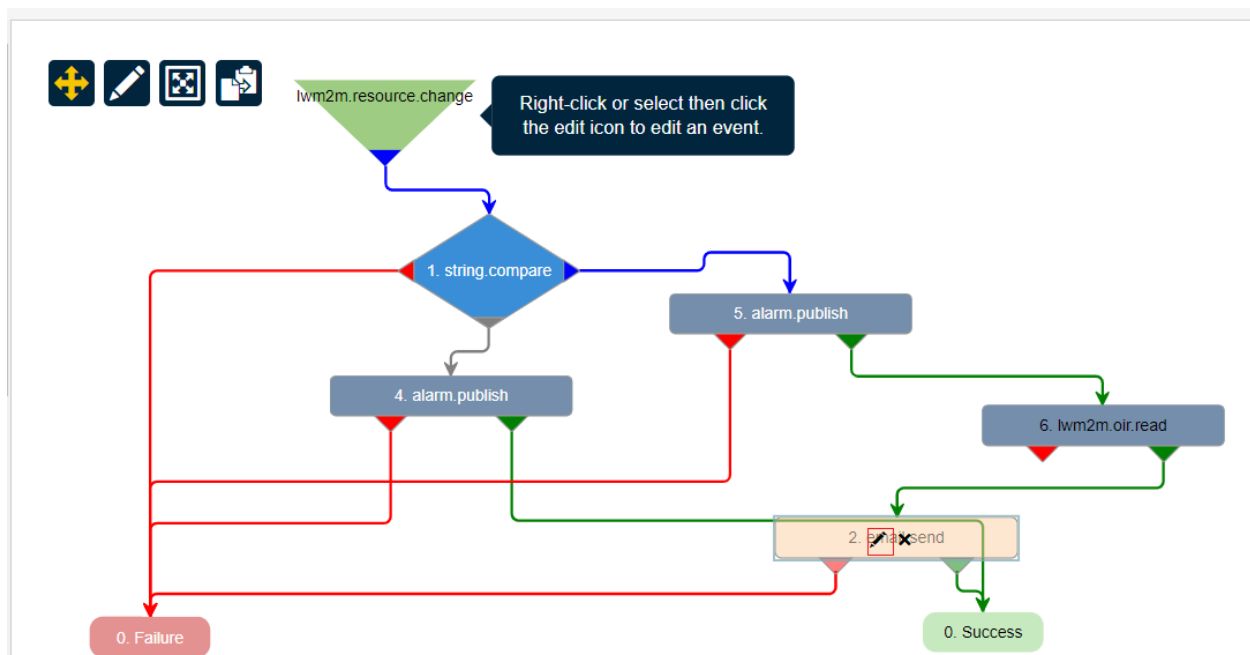 lwm2m.resource.change
Right-click or select then click
the edit icon to edit an event.
1. string.compare
5. alarm.publish
4. alarm.publish
6. lwm2m.oir.read
2. email.send
0. Failure
0. Success